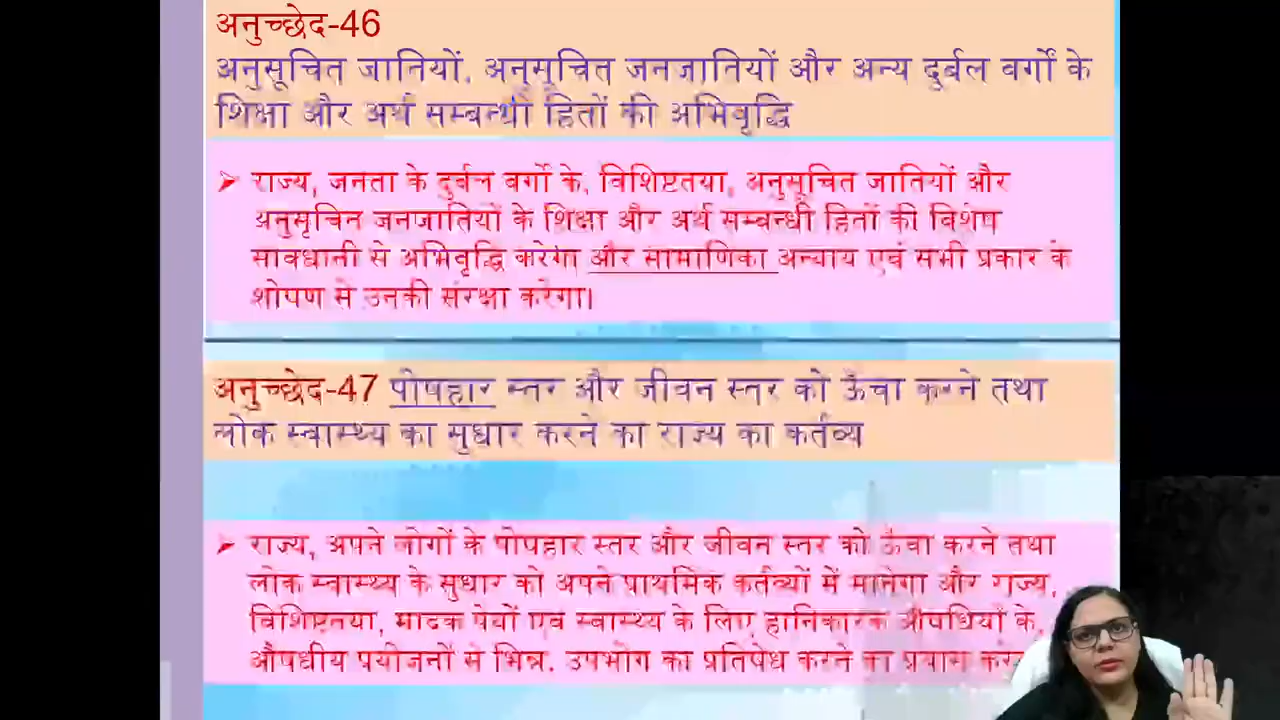 अनुच्छेद-46
अनुसूचित जातियों, अनुसूचित जनजातियों और अन्य दुर्बल वर्गों के
शिक्षा और अर्थ सम्बन्धी हितों की अभिवृद्धि
राज्य, जनता के दुर्बल वर्गो के, विशिष्टतया, अनुसूचित जातियों और
अनुसूचित जनजातियों के शिक्षा और अर्थ सम्बन्धी हितों की विशेष
सावधानी से अभिवृद्धि करेगा और सामाजिक अन्याय एवं सभी प्रकार के
शोषण से उनकी संरक्षा करेगा।
अनुच्छेद-47 पोषहार स्तर और जीवन स्तर को ऊँचा करने तथा
लोक स्वास्थ्य का सुधार करने का राज्य का कर्तव्य
राज्य, अपने लोगों के पोषहार स्तर और जीवन स्तर को ऊँचा करने तथा
लोक स्वास्थ्य के सुधार को अपने प्राथमिक कर्तव्यों में मानेगा और राज्य,
विशिष्टतया, मादक पेयों एवं स्वास्थ्य के लिए हानिकारक औषधियों के,
औषधीय प्रयोजनों से भिन्न, उपभोग का प्रतिषेध करने का प्रयास